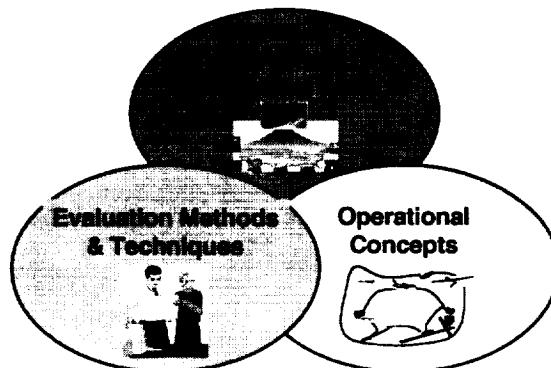 Evaluation Methods
& Techniques
Operational
Concepts